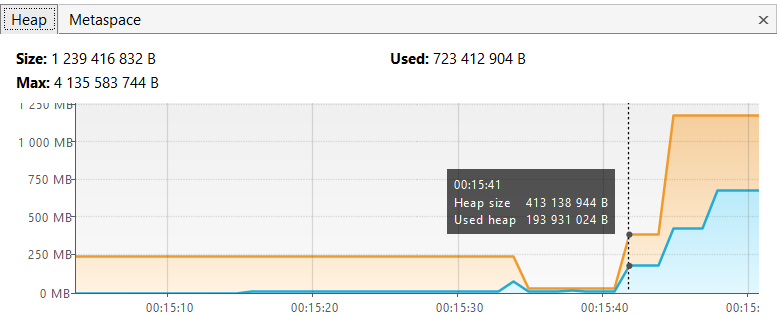 Heap Metaspace ×
Size: 1 239 416 832 B Used: 723 412 904 B
Max: 4 135 583 744 B
1 250 MB
1 000 MB
750 MB
500 MB
250 MB
0 MB
00:15:41
Heap size 413 138 944 B
Used heap 193 931 024 B
00:15:10 00:15:20 00:15:30 00:15:40 00:15: